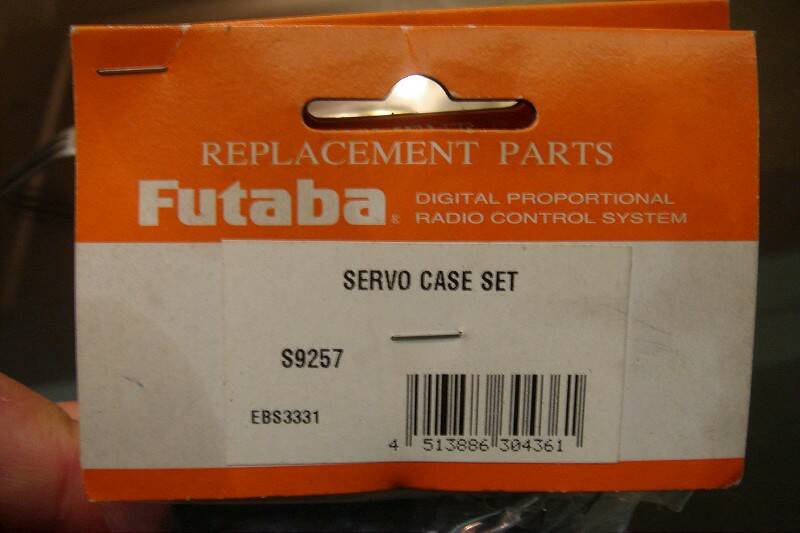 REPLACEMENT PARTS
Futaba®
DIGITAL PROPORTIONAL
RADIO CONTROL SYSTEM
SERVO CASE SET
S9257
EBS3331
4 513886 304361